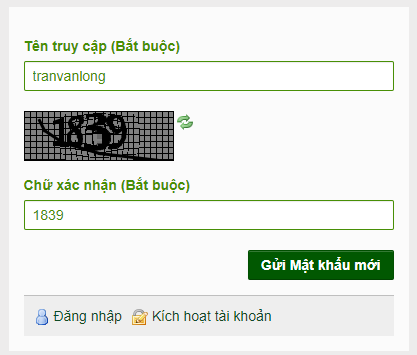 Tên truy cập (Bắt buộc)
tranvanlong
1839
Chữ xác nhận (Bắt buộc)
1839
Gửi Mật khẩu mới
Đăng nhập Kích hoạt tài khoản